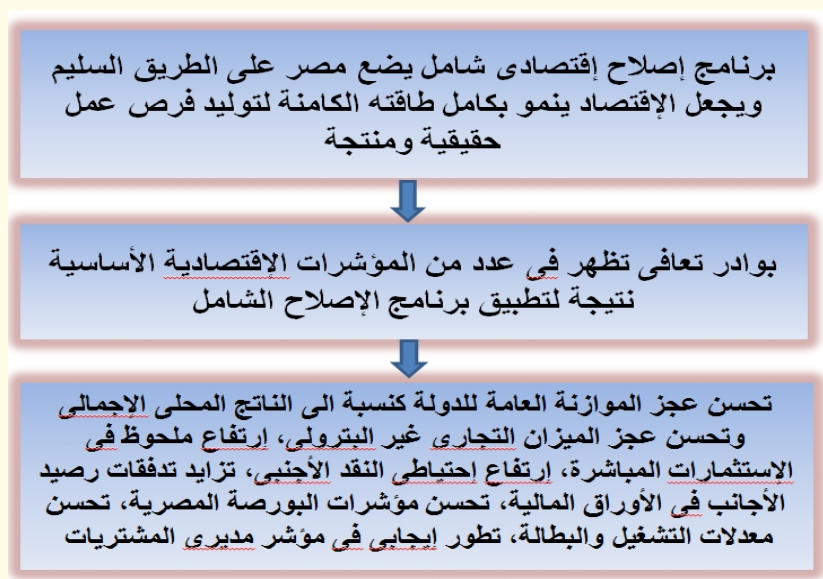 برنامج إصلاح إقتصادى شامل يضع مصر على الطريق السليم
ويجعل الإقتصاد ينمو بكامل طاقته الكامنة لتوليد فرص عمل
حقيقية ومنتجة
بوادر تعافى تظهر فى عدد من المؤشرات الإقتصادية الأساسية
نتيجة لتطبيق برنامج الإصلاح الشامل
تحسن عجز الموازنة العامة للدولة كنسبة الى الناتج المحلى الإجمالى
وتحسن عجز الميزان التجارى غير البترولى، إرتفاع ملحوظ فى
الإستثمارات المباشرة، إرتفاع إحتياطى النقد الأجنبى، تزايد تدفقات رصيد
الأجانب فى الأوراق المالية، تحسن مؤشرات البورصة المصرية، تحسن
معدلات التشغيل والبطالة، تطور إيجابى فى مؤشر مديرى المشتريات